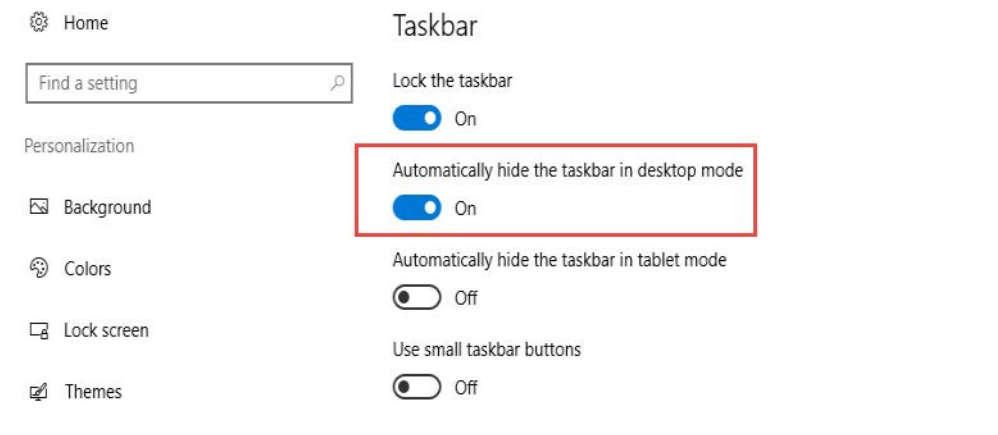 Home
Find a setting
Personalization
Background
Colors
Lock screen
Themes
Taskbar
Lock the taskbar
On
Automatically hide the taskbar in desktop mode
On
Automatically hide the taskbar in tablet mode
Off
Use small taskbar buttons
Off